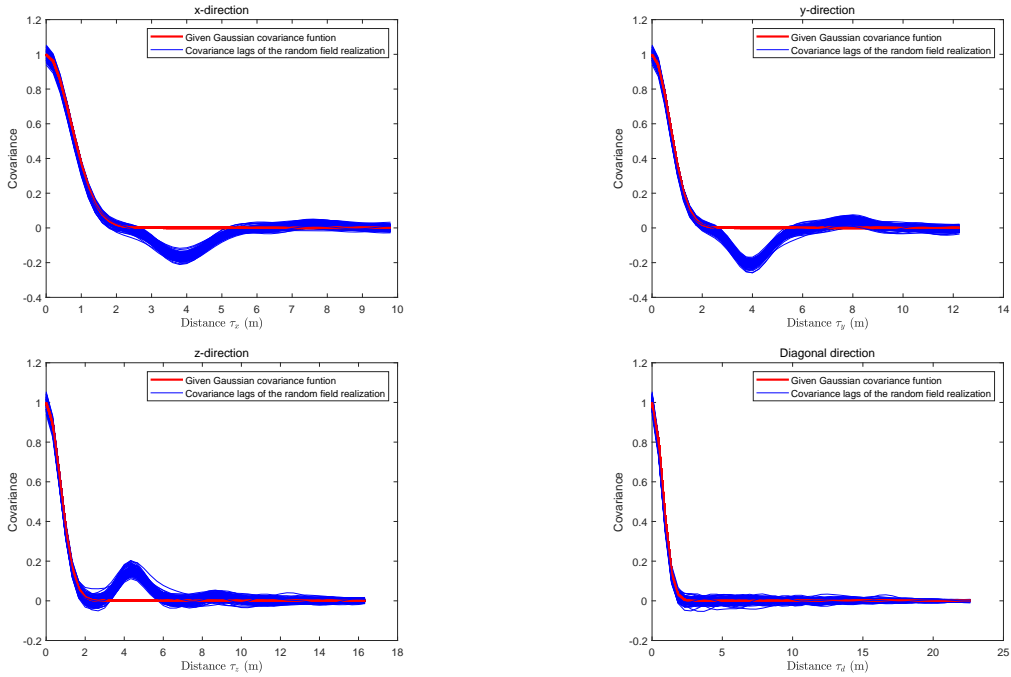 x-direction
1.2
1
0.8
0.6
0.4
0.2
0
-0.2
-0.4
Covariance
Given Gaussian covariance funtion
Covariance lags of the random field realization
0 1 2 3 4 5 6 7 8 9 10
Distance τx (m)
y-direction
1.2
1
0.8
0.6
0.4
0.2
0
-0.2
-0.4
Covariance
Given Gaussian covariance funtion
Covariance lags of the random field realization
0 2 4 6 8 10 12 14
Distance τy (m)
z-direction
1.2
1
0.8
0.6
0.4
0.2
0
-0.2
Covariance
Given Gaussian covariance funtion
Covariance lags of the random field realization
0 2 4 6 8 10 12 14 16 18
Distance τz (m)
Diagonal direction
1.2
1
0.8
0.6
0.4
0.2
0
-0.2
Covariance
Given Gaussian covariance funtion
Covariance lags of the random field realization
0 5 10 15 20 25
Distance τd (m)